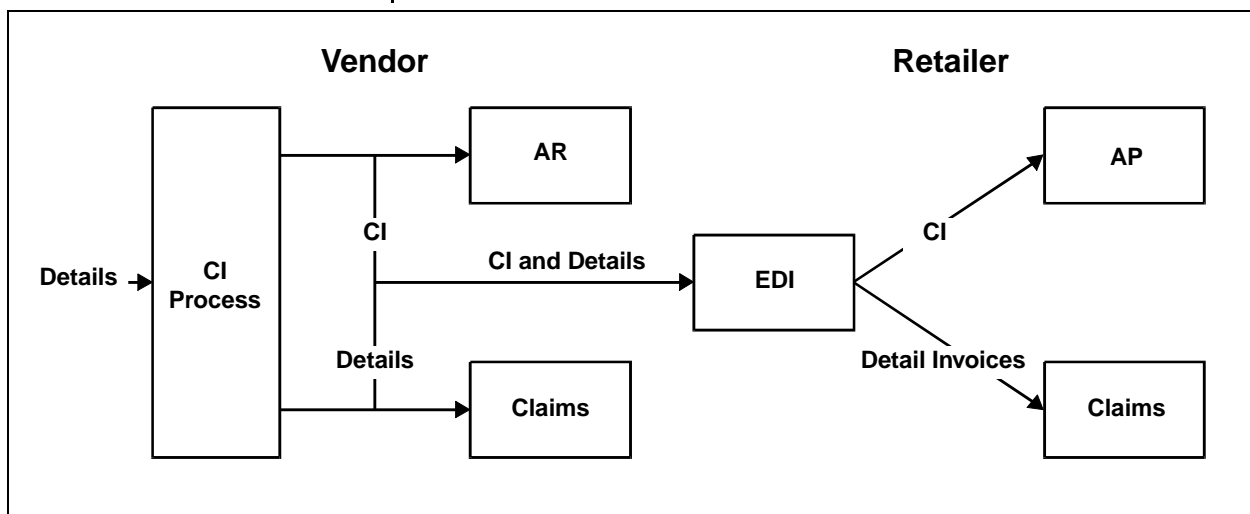 Vendor
Retailer
AR
AP
CI
CI
Details
CI
Process
CI and Details
EDI
Details
Detail Invoices
Claims
Claims